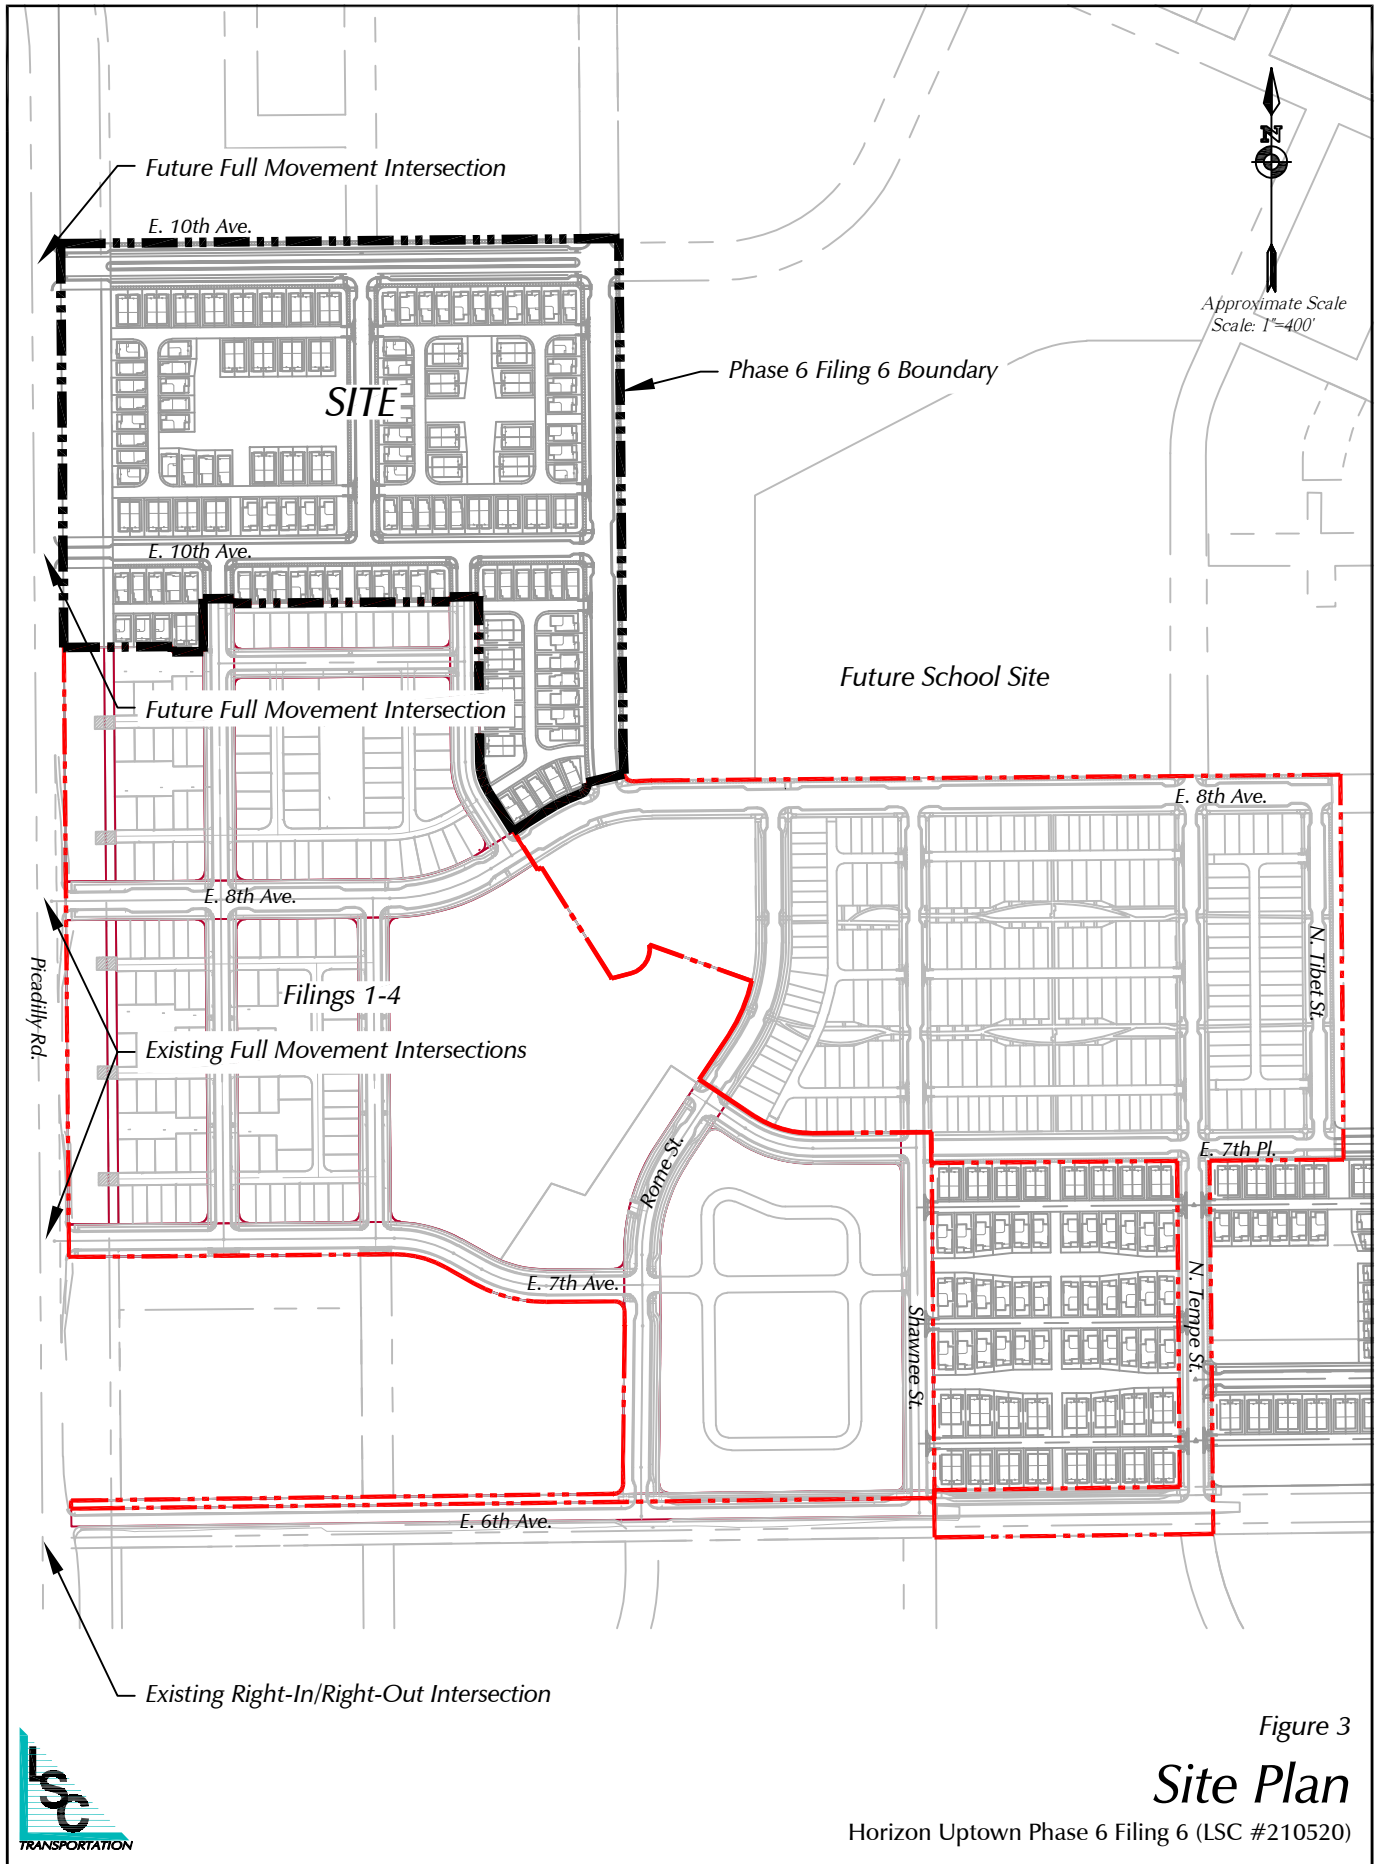 Future Full Movement Intersection
E. 10th Ave.
N
Approximate Scale
Scale: 1"=400'
Phase 6 Filing 6 Boundary
SITE
E. 10th Ave.
Future School Site
Future Full Movement Intersection
E. 8th Ave.
E. 8th Ave.
N. Tibet St.
Picadilly Rd.
Filings 1-4
Existing Full Movement Intersections
E. 7th Pl.
Rome St.
E. 7th Ave.
Shawnee St.
N. Tempe St.
E. 6th Ave.
Existing Right-In/Right-Out Intersection
Figure 3
Site Plan
Horizon Uptown Phase 6 Filing 6 (LSC #210520)
LSC
TRANSPORTATION